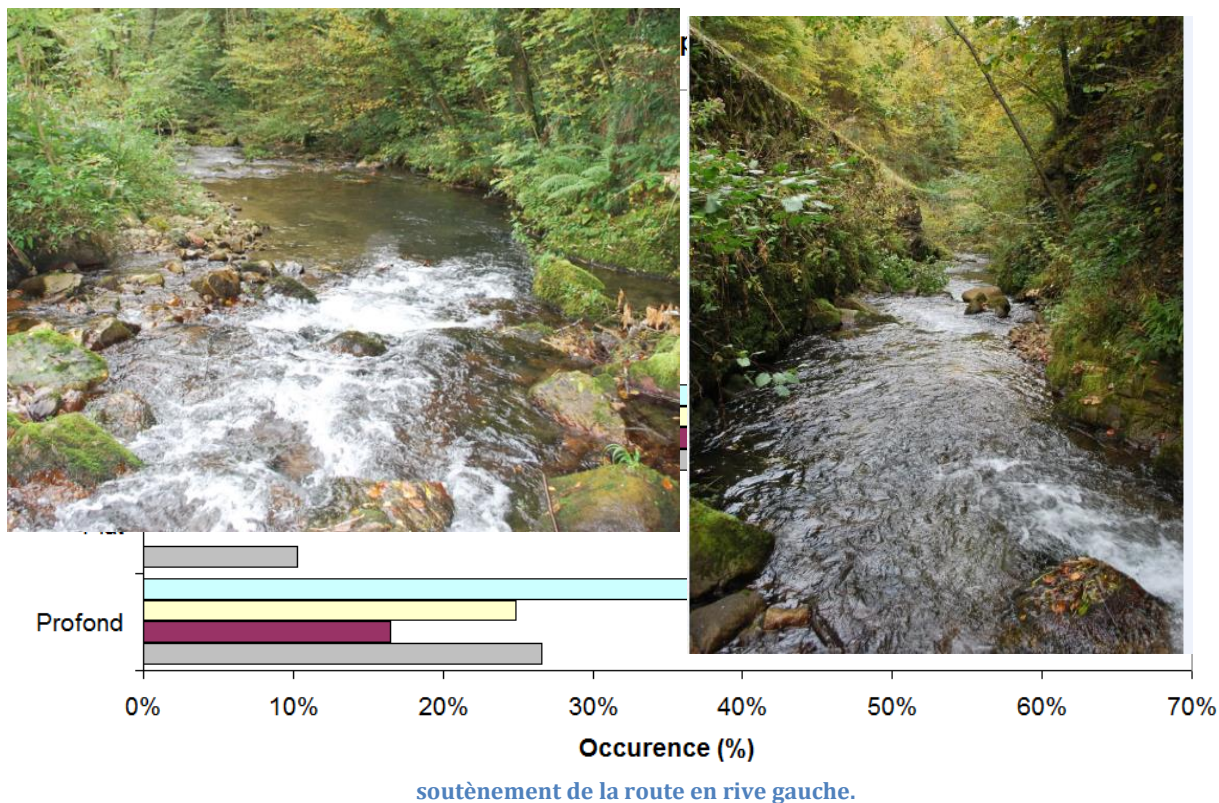 Profond
0% 10% 20% 30% 40% 50% 60% 70%
Occurence (%)
soutènement de la route en rive gauche.